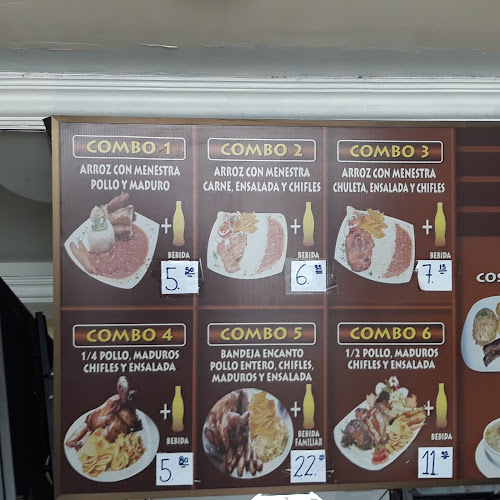 COMBO 1
ARROZ CON MENESTRA
POLLO Y MADURO
BEBIDA
5.50
COMBO 2
ARROZ CON MENESTRA
CARNE, ENSALADA Y CHIFLES
BEBIDA
6.
COMBO 3
ARROZ CON MENESTRA
CHULETA, ENSALADA Y CHIFLES
BEBIDA
7.15
COMBO 4
1/4 POLLO, MADUROS
CHIFLES Y ENSALADA
BEBIDA
5.80
COMBO 5
BANDEJA ENCANTO
POLLO ENTERO, CHIFLES,
MADUROS Y ENSALADA
BEBIDA
FAMILIAR
22.
COMBO 6
1/2 POLLO, MADUROS
CHIFLES Y ENSALADA
BEBIDA
11.
COS